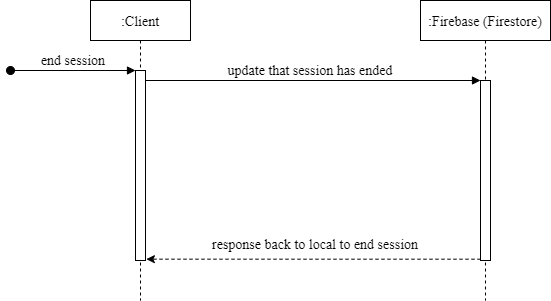 :Client
:Firebase (Firestore)
end session
update that session has ended
response back to local to end session